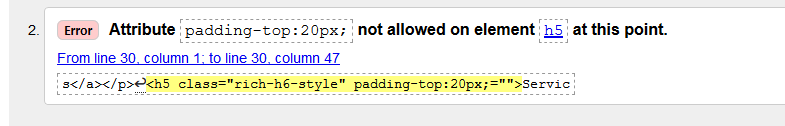 2. Error Attribute padding-top:20px; not allowed on element h5 at this point.
From line 30, column 1; to line 30, column 47
s</a></p>↩<h5 class="rich-h6-style" padding-top:20px;="">Servic